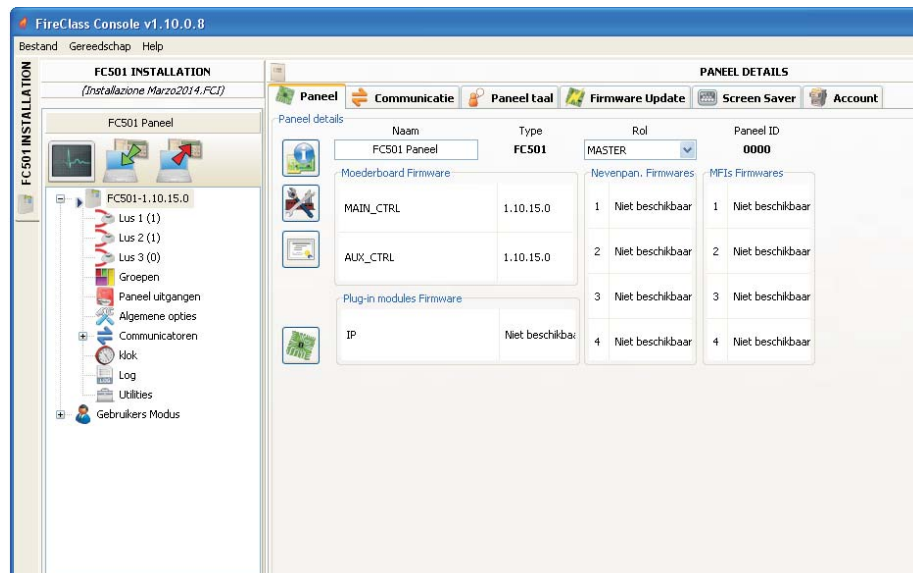 FireClass Console v1.10.0.8
Bestand Gereedschap Help
FC501 INSTALLATION
FC501 INSTALLATION
(Installazione Marzo2014.FCI)
FC501 Paneel
FC501-1.10.15.0
Lus 1 (1)
Lus 2 (1)
Lus 3 (0)
Groepen
Paneel uitgangen
Algemene opties
Communicatoren
klok
Log
Utilities
Gebruikers Modus
PANEEL DETAILS
Paneel Communicatie Paneel taal Firmware Update Screen Saver Account
Paneel details
Naam Type Rol Paneel ID
FC501 Paneel FC501 MASTER 0000
Moederboard Firmware
MAIN_CTRL 1.10.15.0
AUX_CTRL 1.10.15.0
Plug-in modules Firmware
IP Niet beschikbaa
Nevenpan. Firmwares
1 Niet beschikbaar
2 Niet beschikbaar
3 Niet beschikbaar
4 Niet beschikbaar
MFIs Firmwares
1 Niet beschikbaar
2 Niet beschikbaar
3 Niet beschikbaar
4 Niet beschikbaar